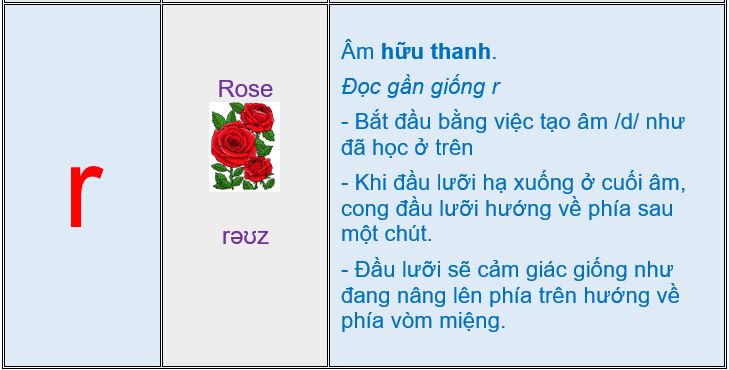 r
Rose
rəʊz
Âm hữu thanh.
Đọc gần giống r
- Bắt đầu bằng việc tạo âm /d/ như
đã học ở trên
- Khi đầu lưỡi hạ xuống ở cuối âm,
cong đầu lưỡi hướng về phía sau
một chút.
- Đầu lưỡi sẽ cảm giác giống như
đang nâng lên phía trên hướng về
phía vòm miệng.